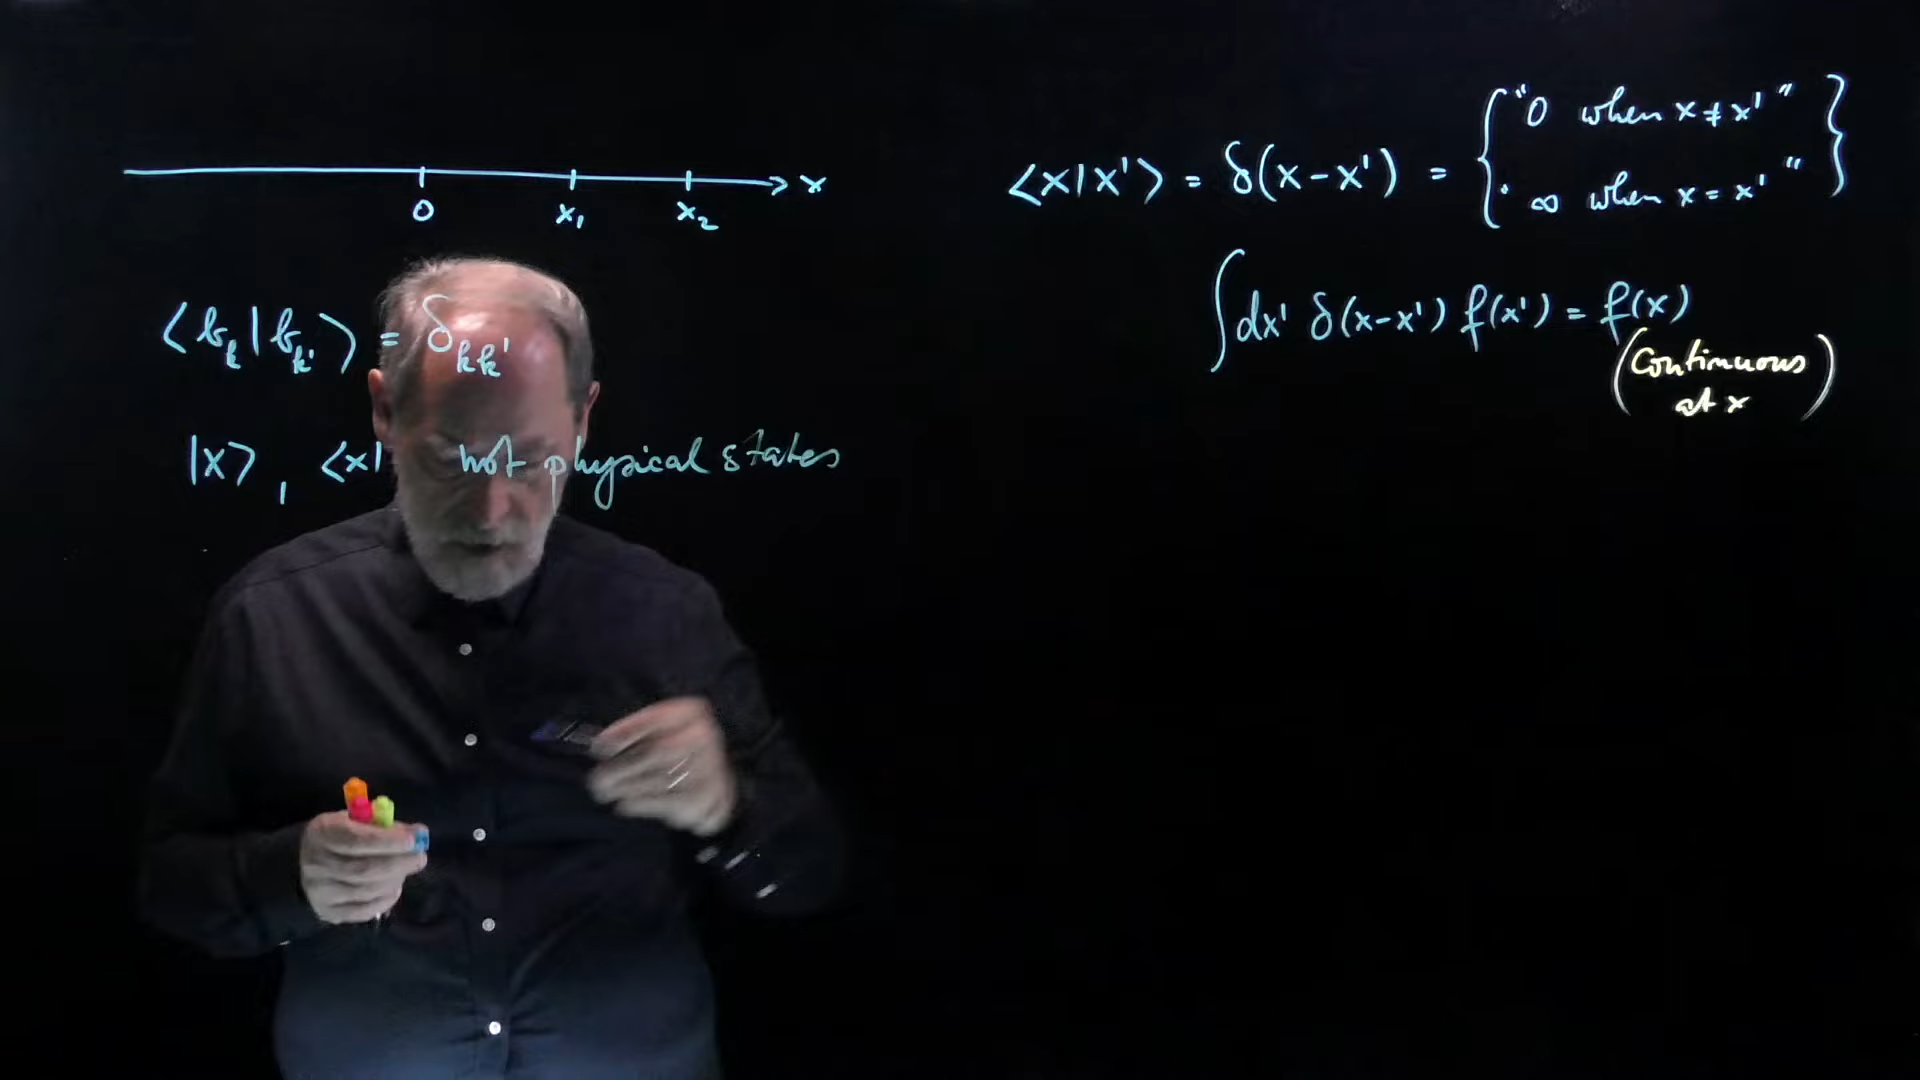 x
0 x₁ x₂
⟨b_k|b_k'⟩ = δ_kk'
|x⟩, ⟨x| not physical states
⟨x|x'⟩ = δ(x-x') = { "0 when x ≠ x'"
"∞ when x = x'" }
∫dx' δ(x-x') f(x') = f(x)
(continuous
at x)